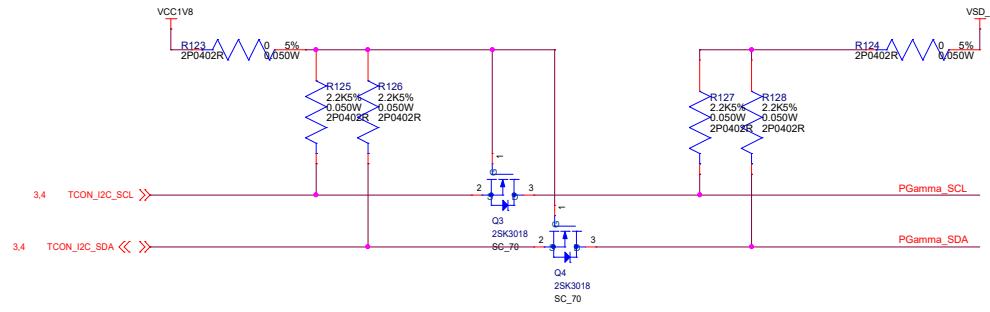 VCC1V8
VSD_
R123
0
5%
2P0402R
0.050W
R124
0
5%
2P0402R
0.050W
R125
2.2K5%
0.050W
2P0402R
R126
2.2K5%
0.050W
2P0402R
R127
2.2K5%
0.050W
2P0402R
R128
2.2K5%
0.050W
2P0402R
1
G
3,4
TCON_I2C_SCL
2
S
D
3
PGamma_SCL
Q3
2SK3018
SC_70
1
G
3,4
TCON_I2C_SDA
2
S
D
3
PGamma_SDA
Q4
2SK3018
SC_70